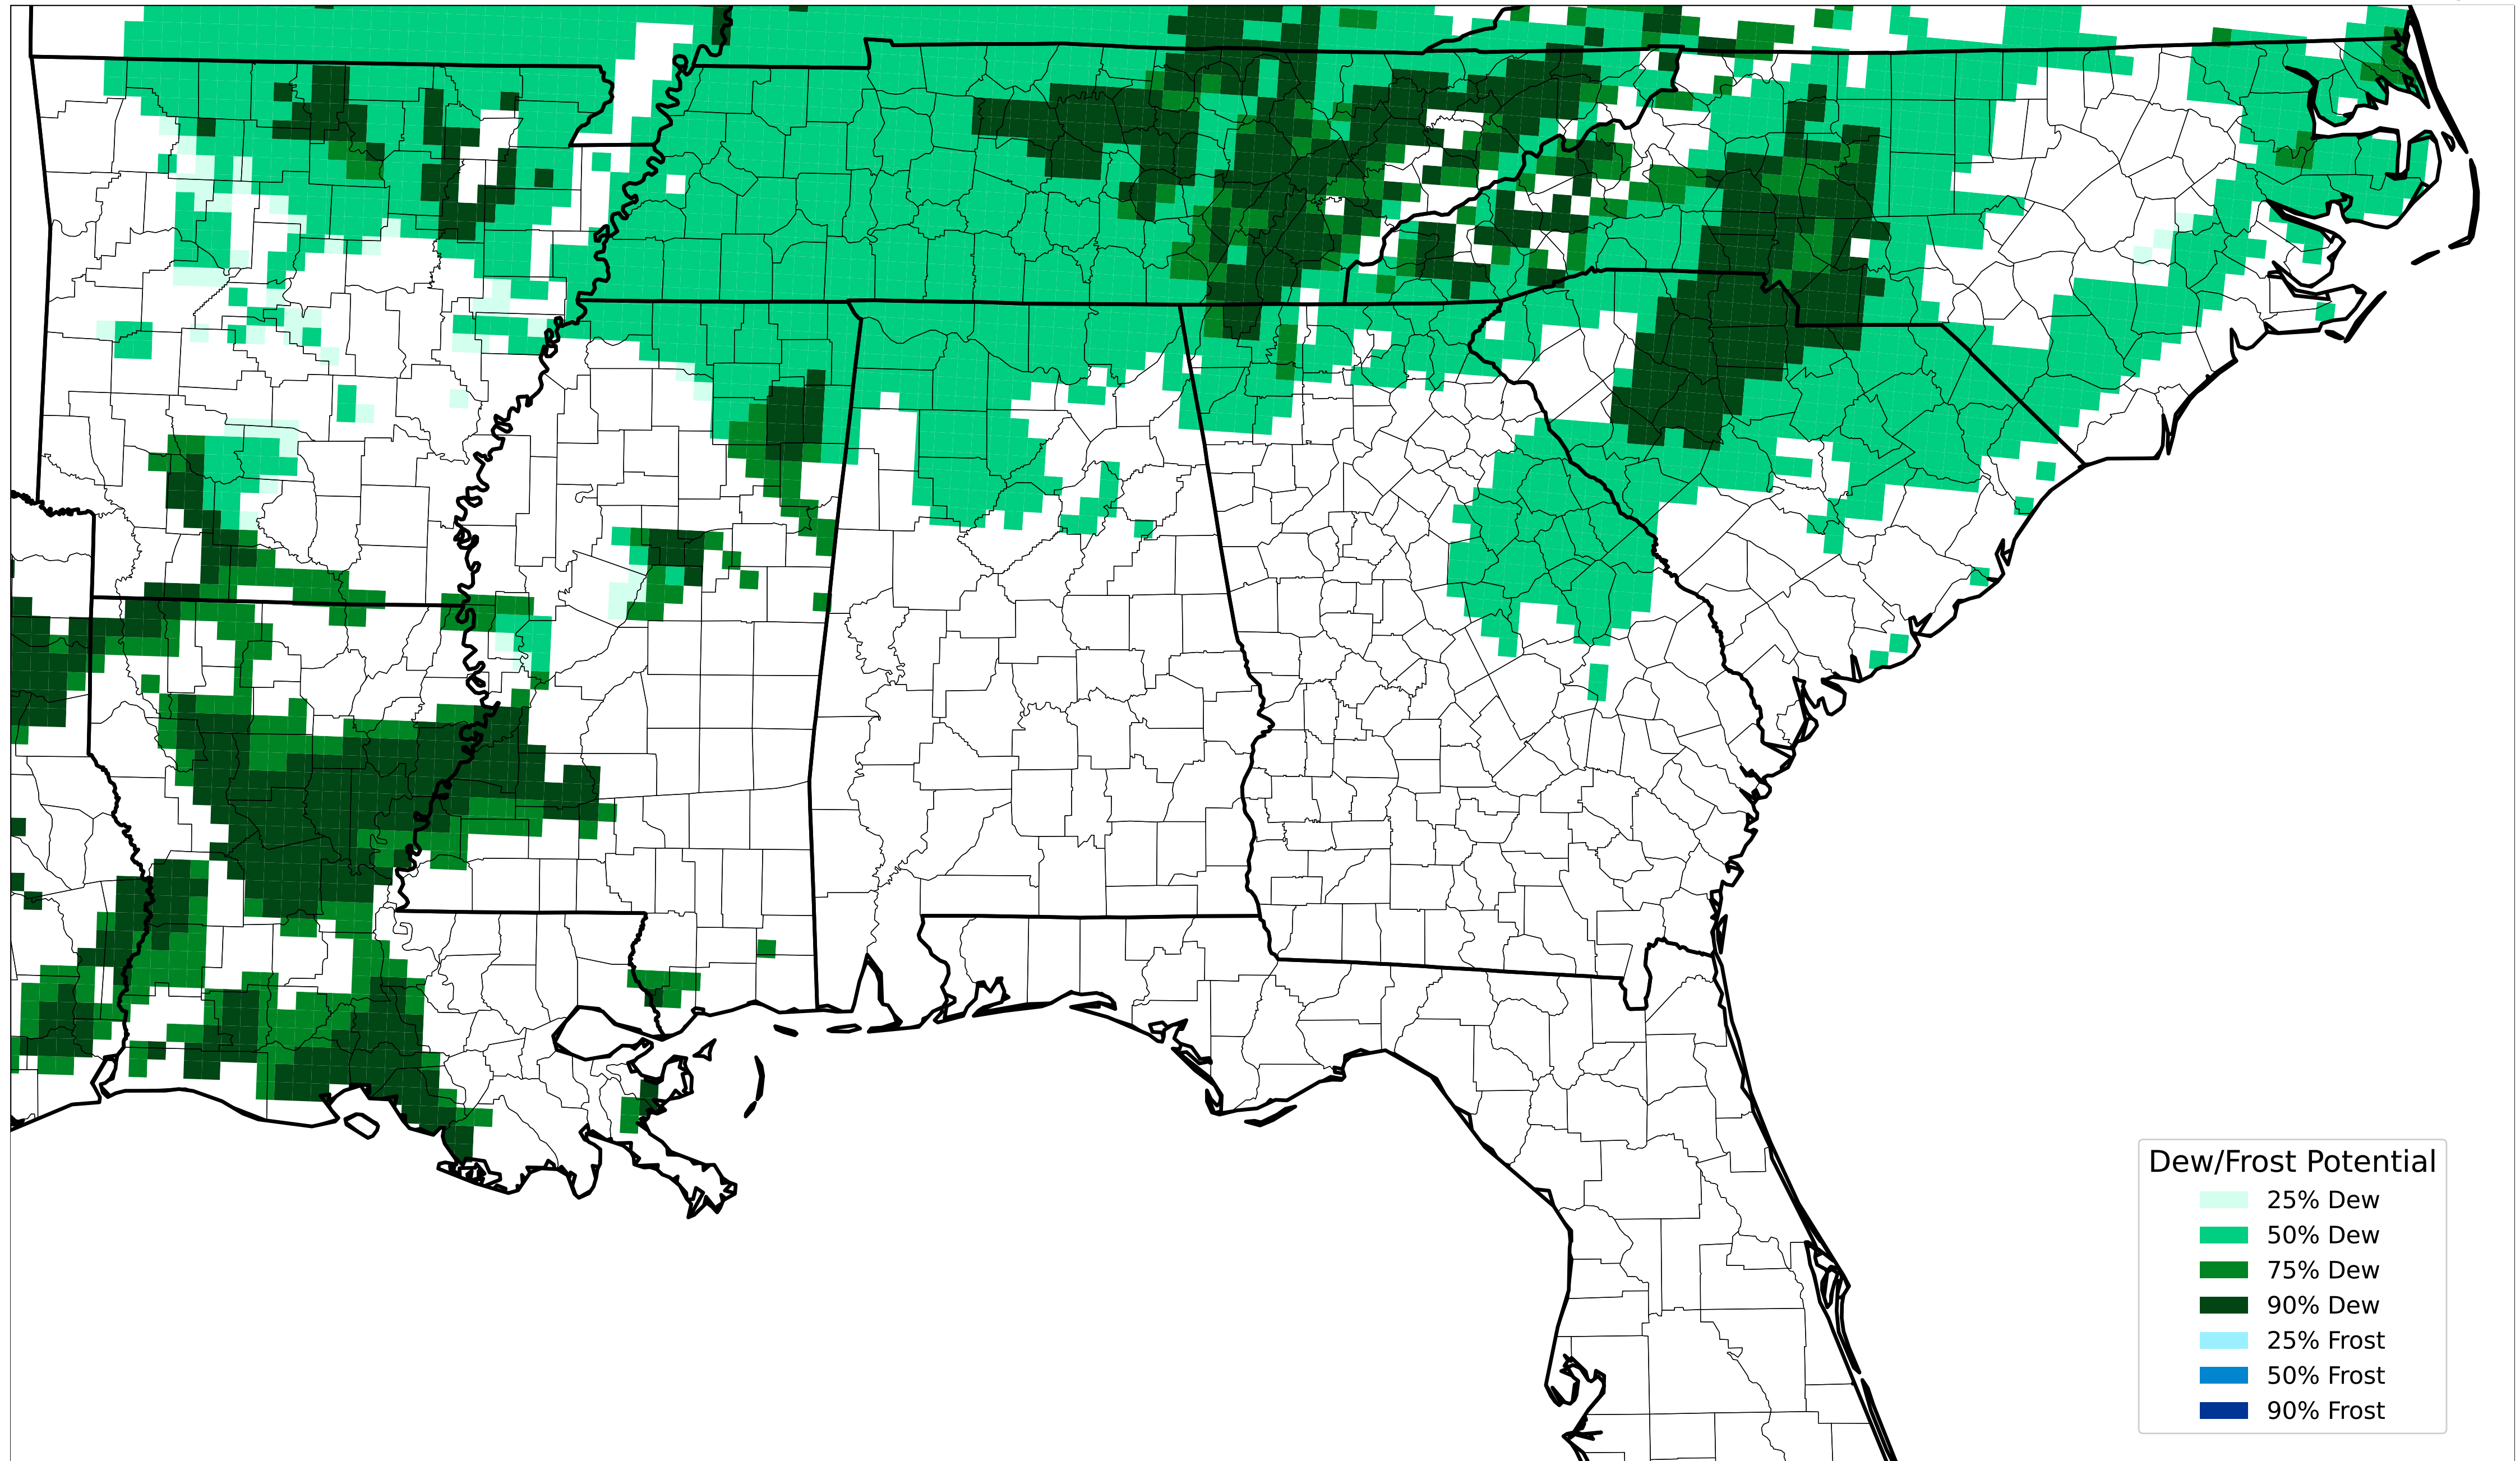 Dew/Frost Potential
25% Dew
50% Dew
75% Dew
90% Dew
25% Frost
50% Frost
90% Frost